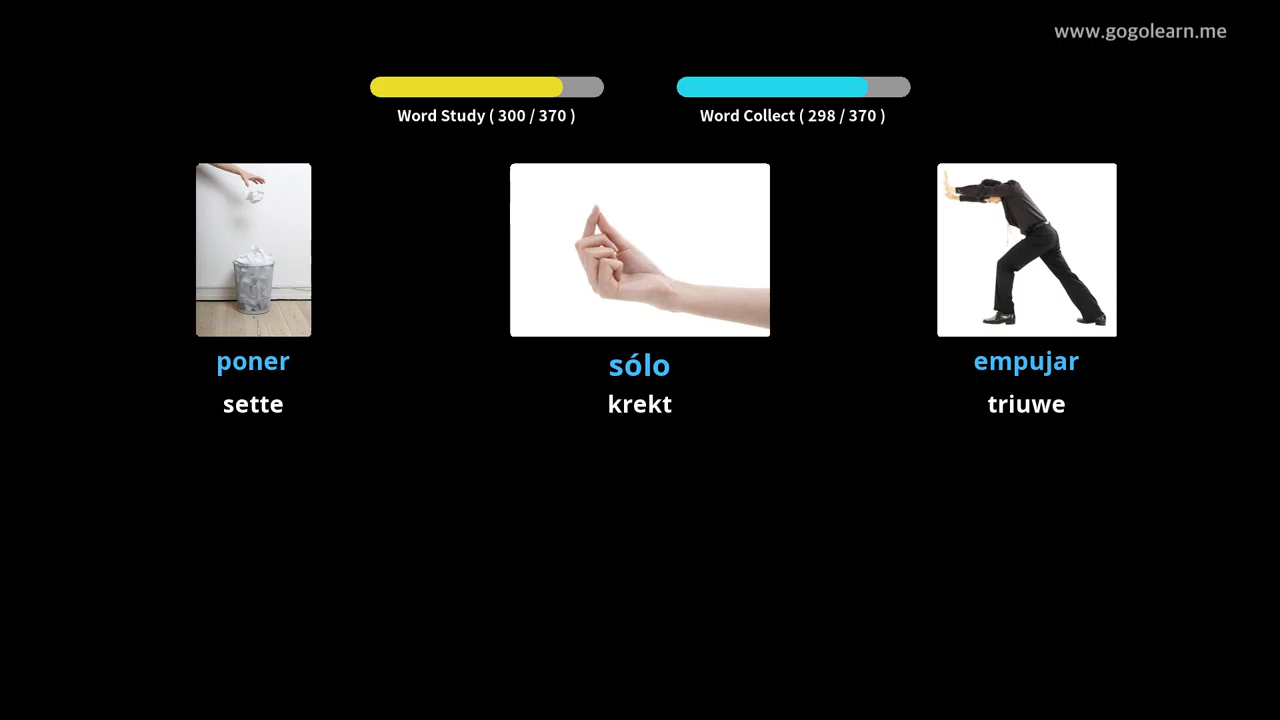 www.gogolearn.me
Word Study ( 300 / 370 )
Word Collect ( 298 / 370 )
poner
sette
sólo
krekt
empujar
triuwe